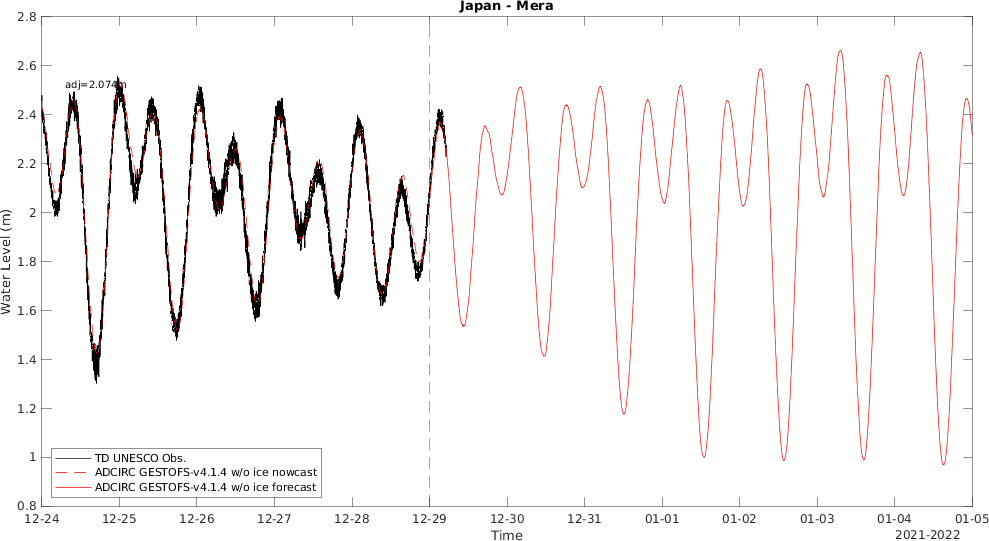 Japan - Mera
2.8
2.6
2.4
2.2
2
1.8
1.6
1.4
1.2
1
0.8
Water Level (m)
adj=2.074m
TD UNESCO Obs.
ADCIRC GESTOFS-v4.1.4 w/o ice nowcast
ADCIRC GESTOFS-v4.1.4 w/o ice forecast
12-24 12-25 12-26 12-27 12-28 12-29 12-30 12-31 01-01 01-02 01-03 01-04 01-05
Time
2021-2022